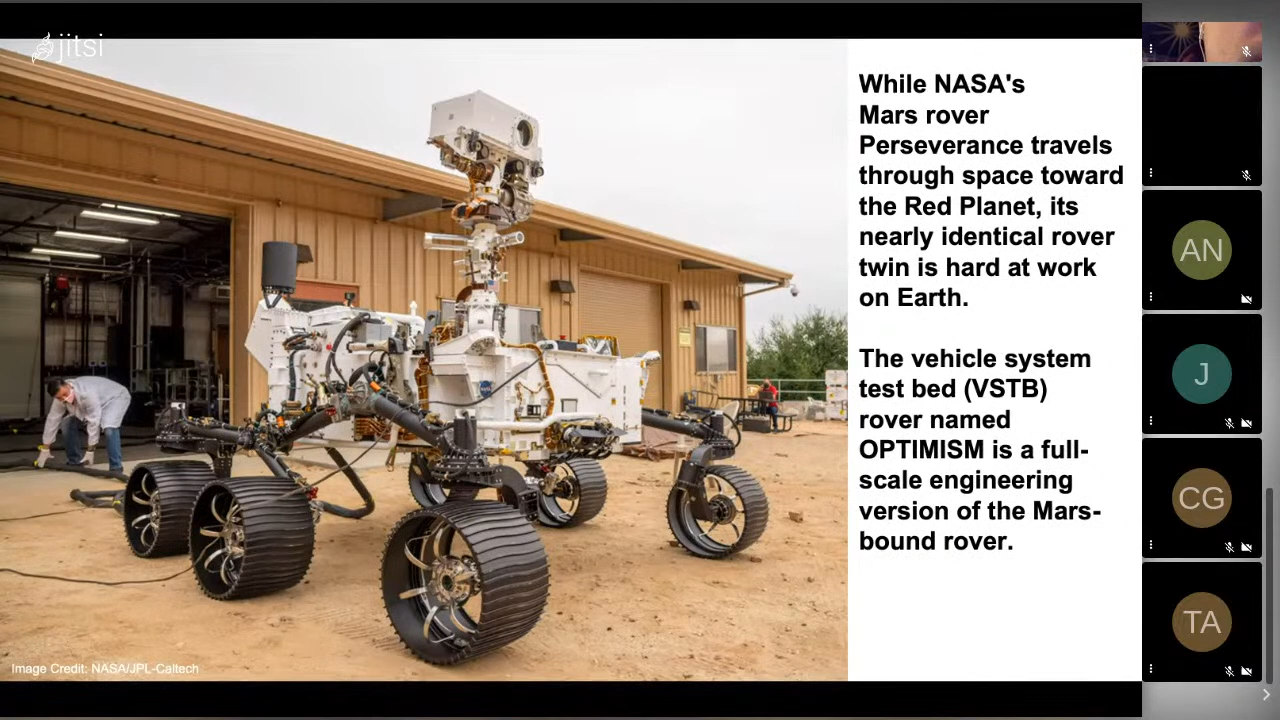 jitsi
While NASA's
Mars rover
Perseverance travels
through space toward
the Red Planet, its
nearly identical rover
twin is hard at work
on Earth.
The vehicle system
test bed (VSTB)
rover named
OPTIMISM is a full-
scale engineering
version of the Mars-
bound rover.
Image Credit: NASA/JPL-Caltech
AN
J
CG
TA